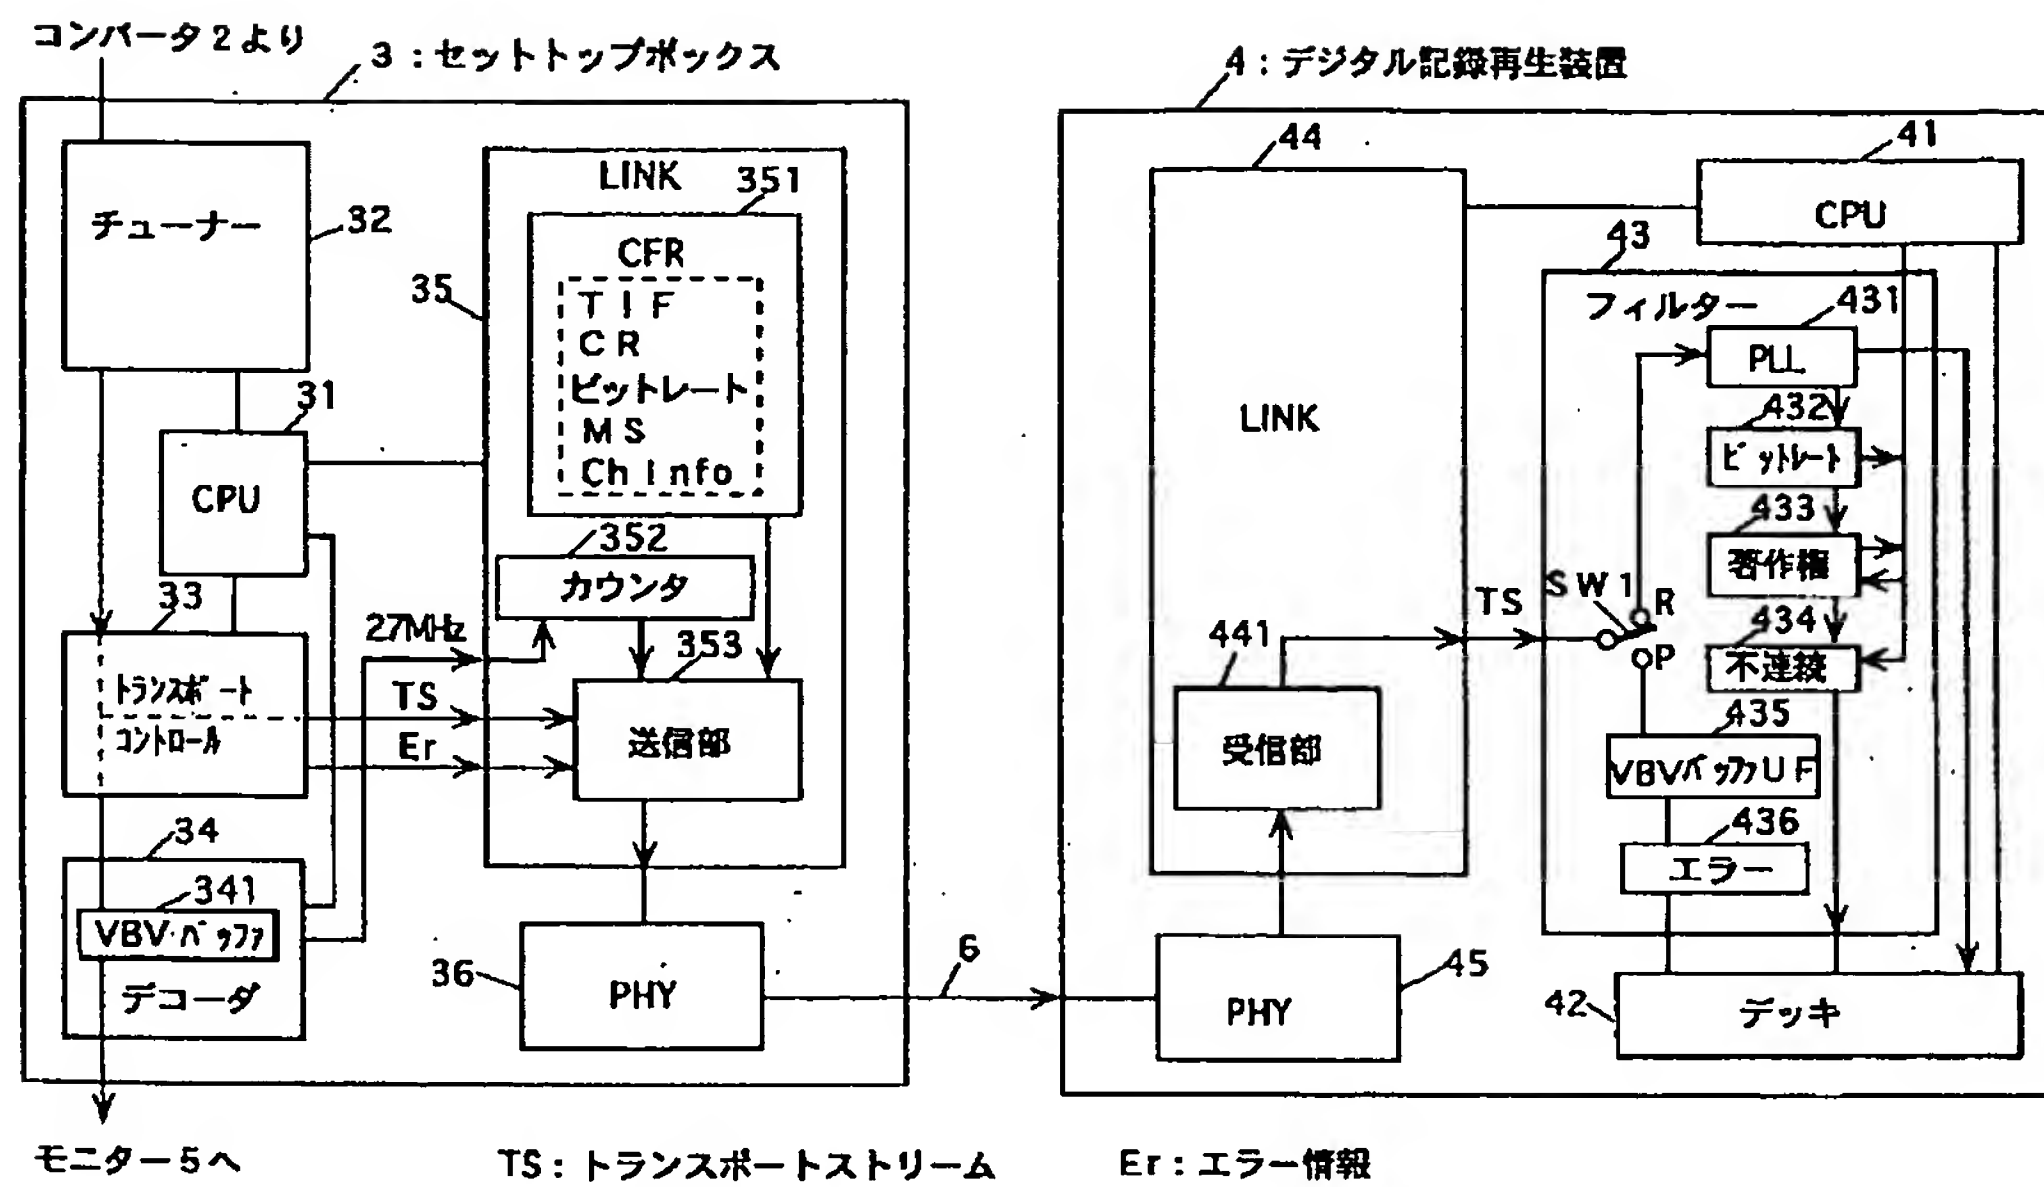 コンバータ2より
3:セットトップボックス
チューナー
32
31
CPU
33
トランスポート
コントロール
34
341
VBVバッファ
デコーダ
モニター5へ
35
LINK
351
CFR
TIF
CR
ビットレート
MS
Ch Info
352
カウンタ
27MHz
353
TS
Er
送信部
36
PHY
6
4:デジタル記録再生装置
44
LINK
441
受信部
45
PHY
41
CPU
43
フィルター
TS
SW1
R
P
431
PLL
432
ビットレート
433
著作権
434
不連続
435
VBVバッファUF
436
エラー
42
デッキ
TS:トランスポートストリーム
Er:エラー情報